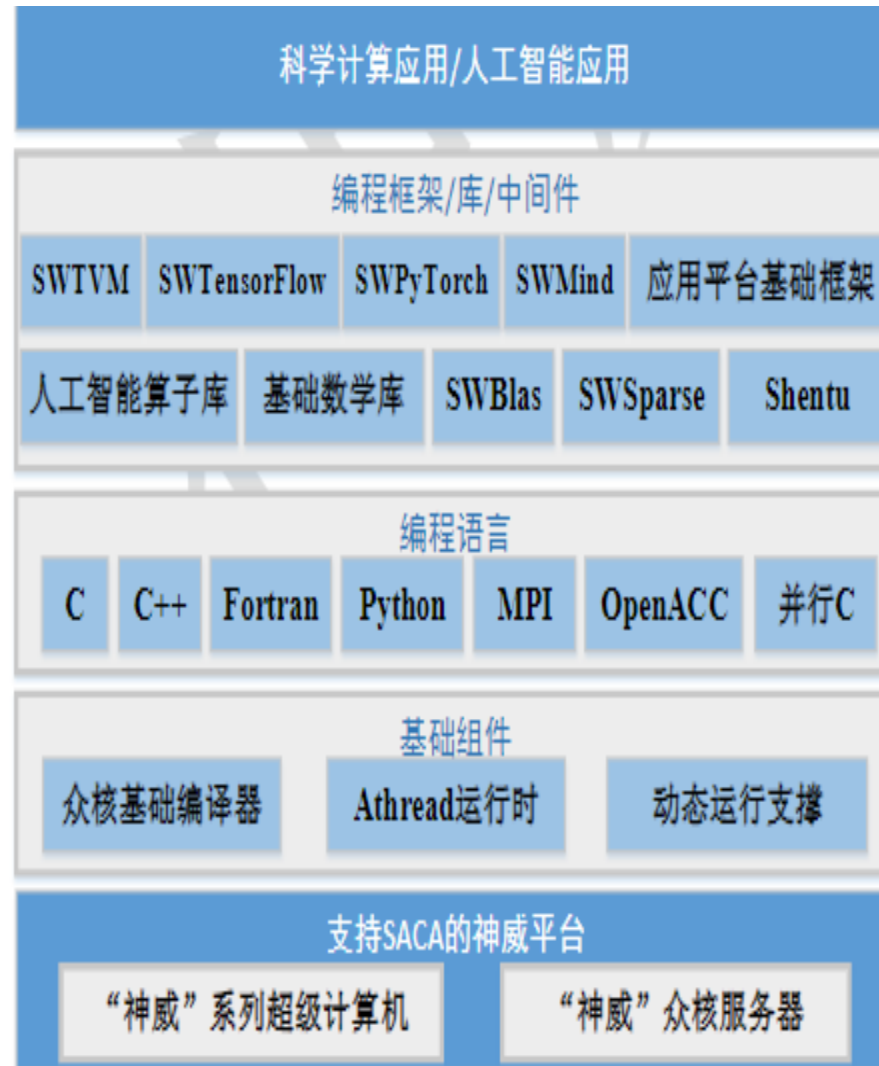 科学计算应用/人工智能应用
编程框架/库/中间件
SWTVM SWTensorFlow SWPyTorch SWMind 应用平台基础框架
人工智能算子库 基础数学库 SWBlas SWSparse Shentu
编程语言
C C++ Fortran Python MPI OpenACC 并行C
基础组件
众核基础编译器 Athread运行时 动态运行支撑
支持SACA的神威平台
“神威”系列超级计算机 “神威”众核服务器